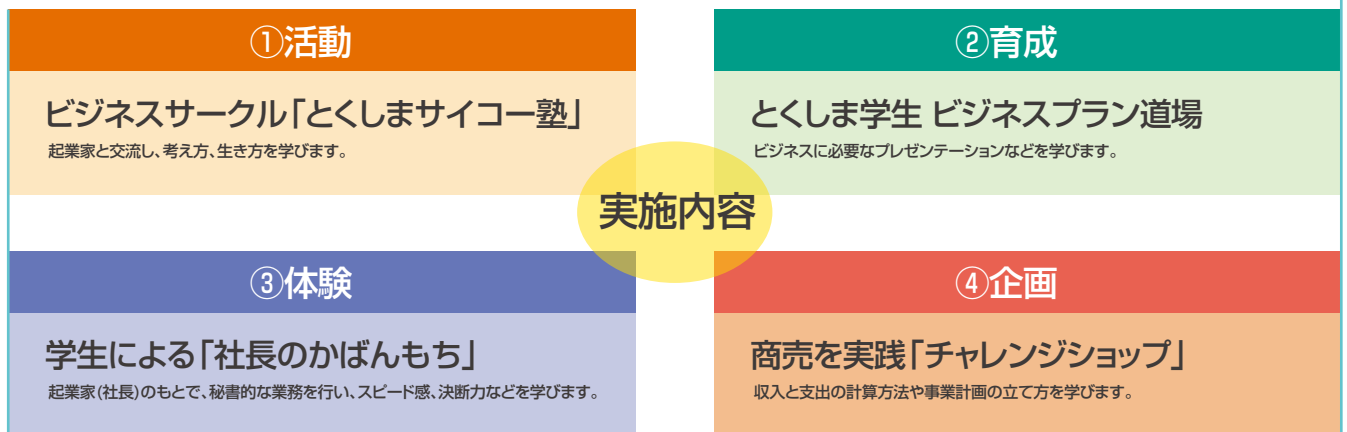 ①活動
ビジネスサークル「とくしまサイコー塾」
起業家と交流し、考え方、生き方を学びます。
②育成
とくしま学生 ビジネスプラン道場
ビジネスに必要なプレゼンテーションなどを学びます。
実施内容
③体験
学生による「社長のかばんもち」
起業家(社長)のもとで、秘書的な業務を行い、スピード感、決断力などを学びます。
④企画
商売を実践「チャレンジショップ」
収入と支出の計算方法や事業計画の立て方を学びます。